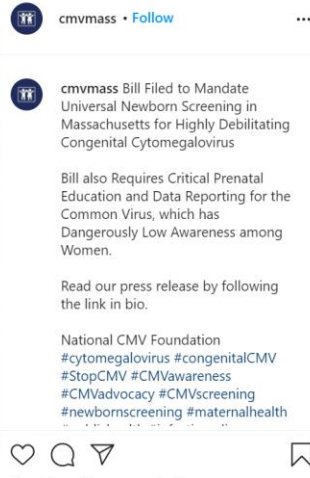 cmvmass • Follow
cmvmass Bill Filed to Mandate
Universal Newborn Screening in
Massachusetts for Highly Debilitating
Congenital Cytomegalovirus
Bill also Requires Critical Prenatal
Education and Data Reporting for the
Common Virus, which has
Dangerously Low Awareness among
Women.
Read our press release by following
the link in bio.
National CMV Foundation
#cytomegalovirus #congenitalCMV
#StopCMV #CMVawareness
#CMVadvocacy #CMVscreening
#newbornscreening #maternalhealth